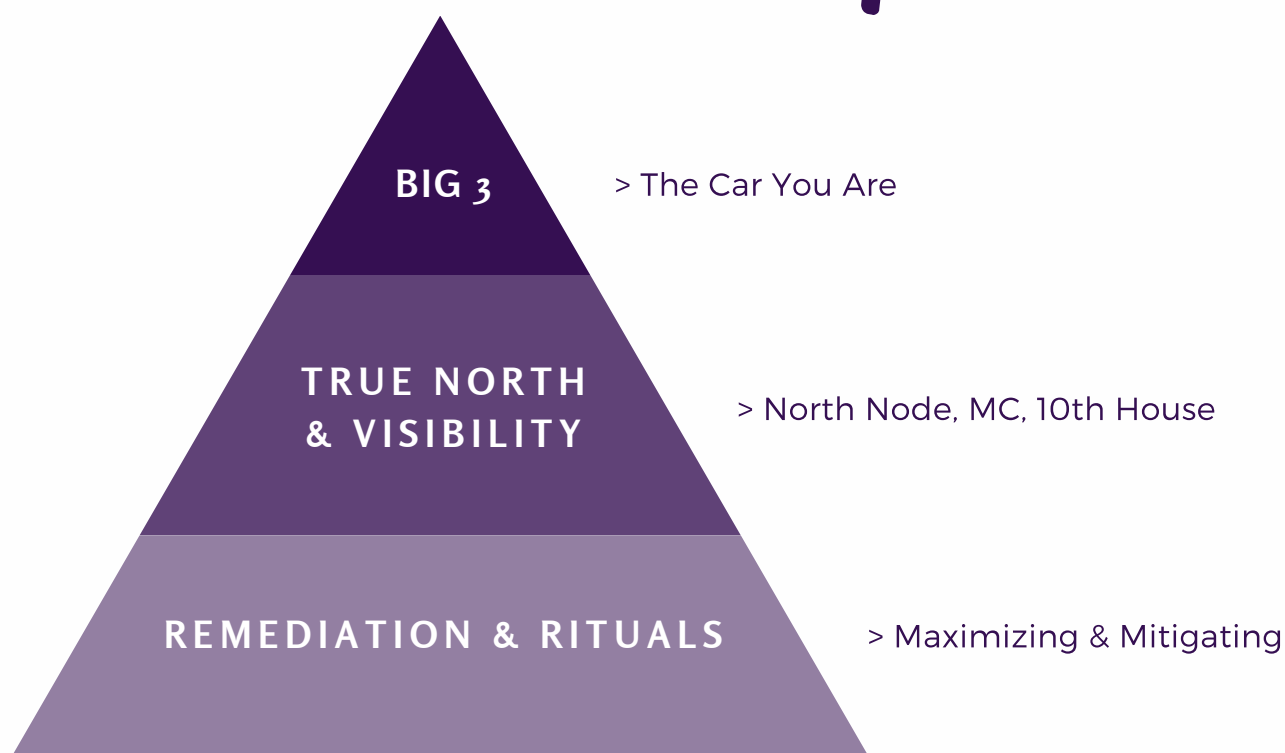 BIG 3
> The Car You Are
TRUE NORTH
& VISIBILITY
> North Node, MC, 10th House
REMEDIATION & RITUALS
> Maximizing & Mitigating